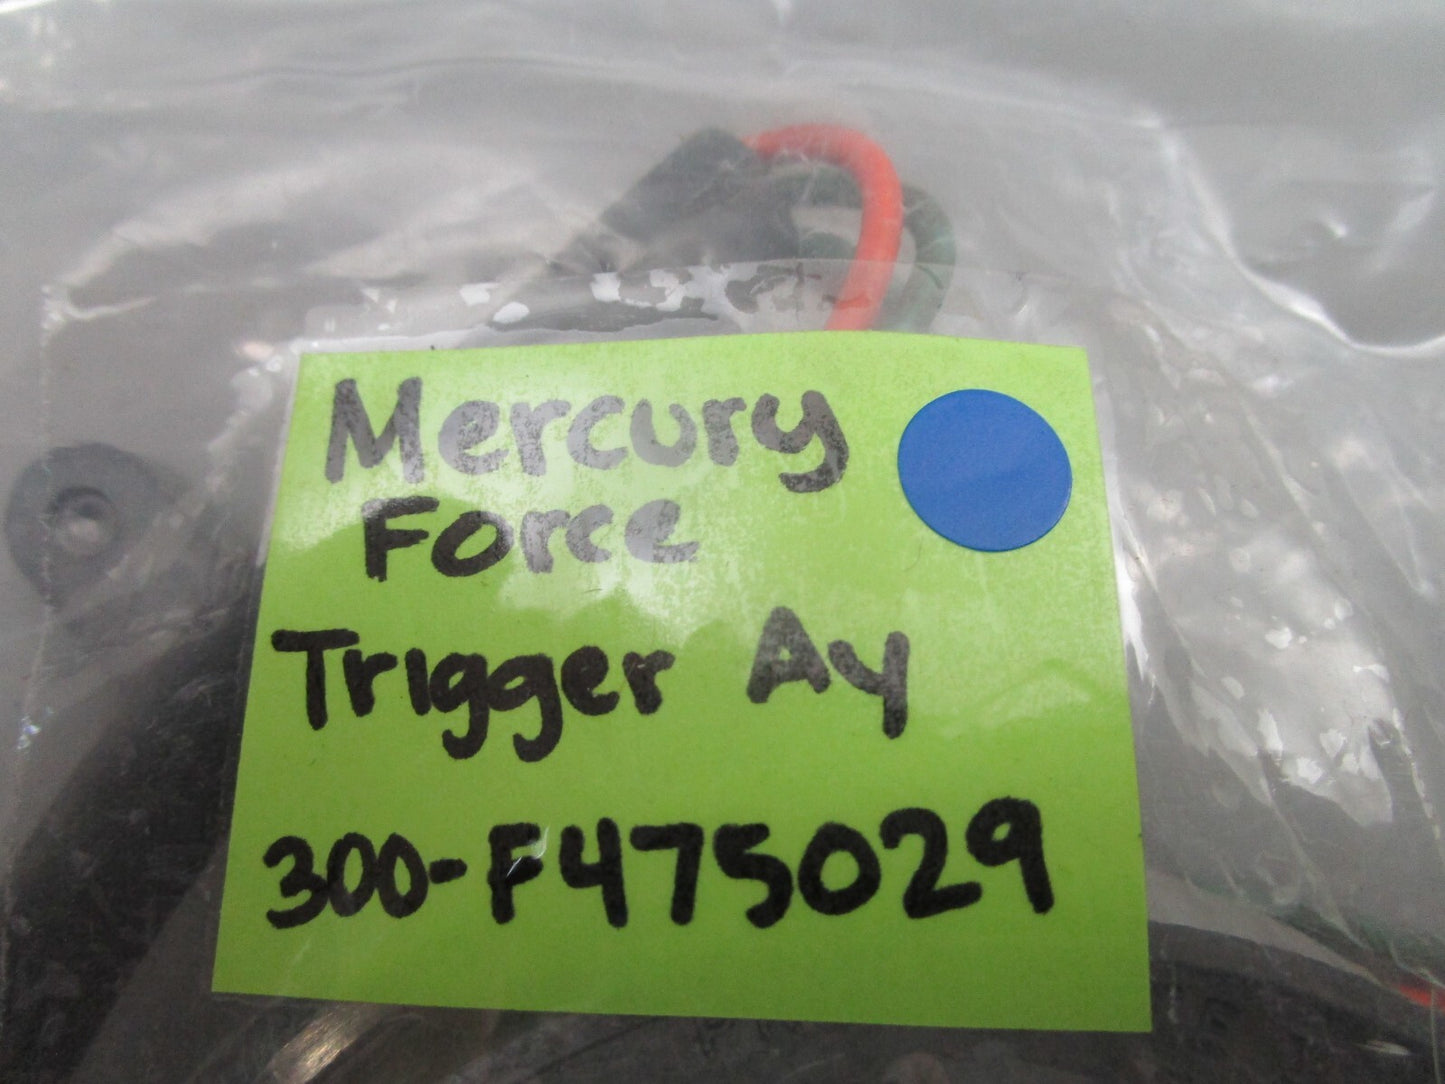 Mercury
Force
Trigger Ay
300-F475029